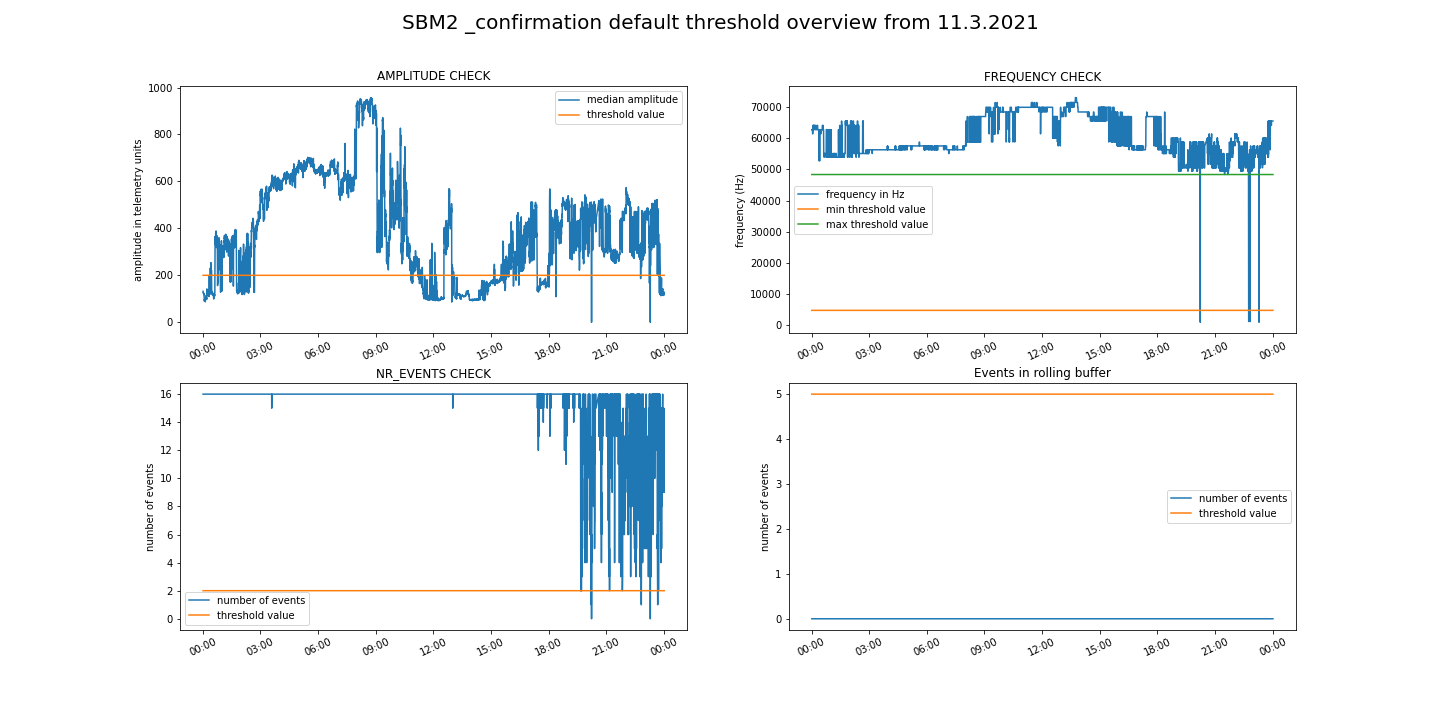 SBM2 _confirmation default threshold overview from 11.3.2021
AMPLITUDE CHECK
amplitude in telemetry units
1000
800
600
400
200
0
median amplitude
threshold value
00:00 03:00 06:00 09:00 12:00 15:00 18:00 21:00 00:00
FREQUENCY CHECK
frequency (Hz)
70000
60000
50000
40000
30000
20000
10000
0
frequency in Hz
min threshold value
max threshold value
00:00 03:00 06:00 09:00 12:00 15:00 18:00 21:00 00:00
NR_EVENTS CHECK
number of events
16
14
12
10
8
6
4
2
0
number of events
threshold value
00:00 03:00 06:00 09:00 12:00 15:00 18:00 21:00 00:00
Events in rolling buffer
number of events
5
4
3
2
1
0
number of events
threshold value
00:00 03:00 06:00 09:00 12:00 15:00 18:00 21:00 00:00